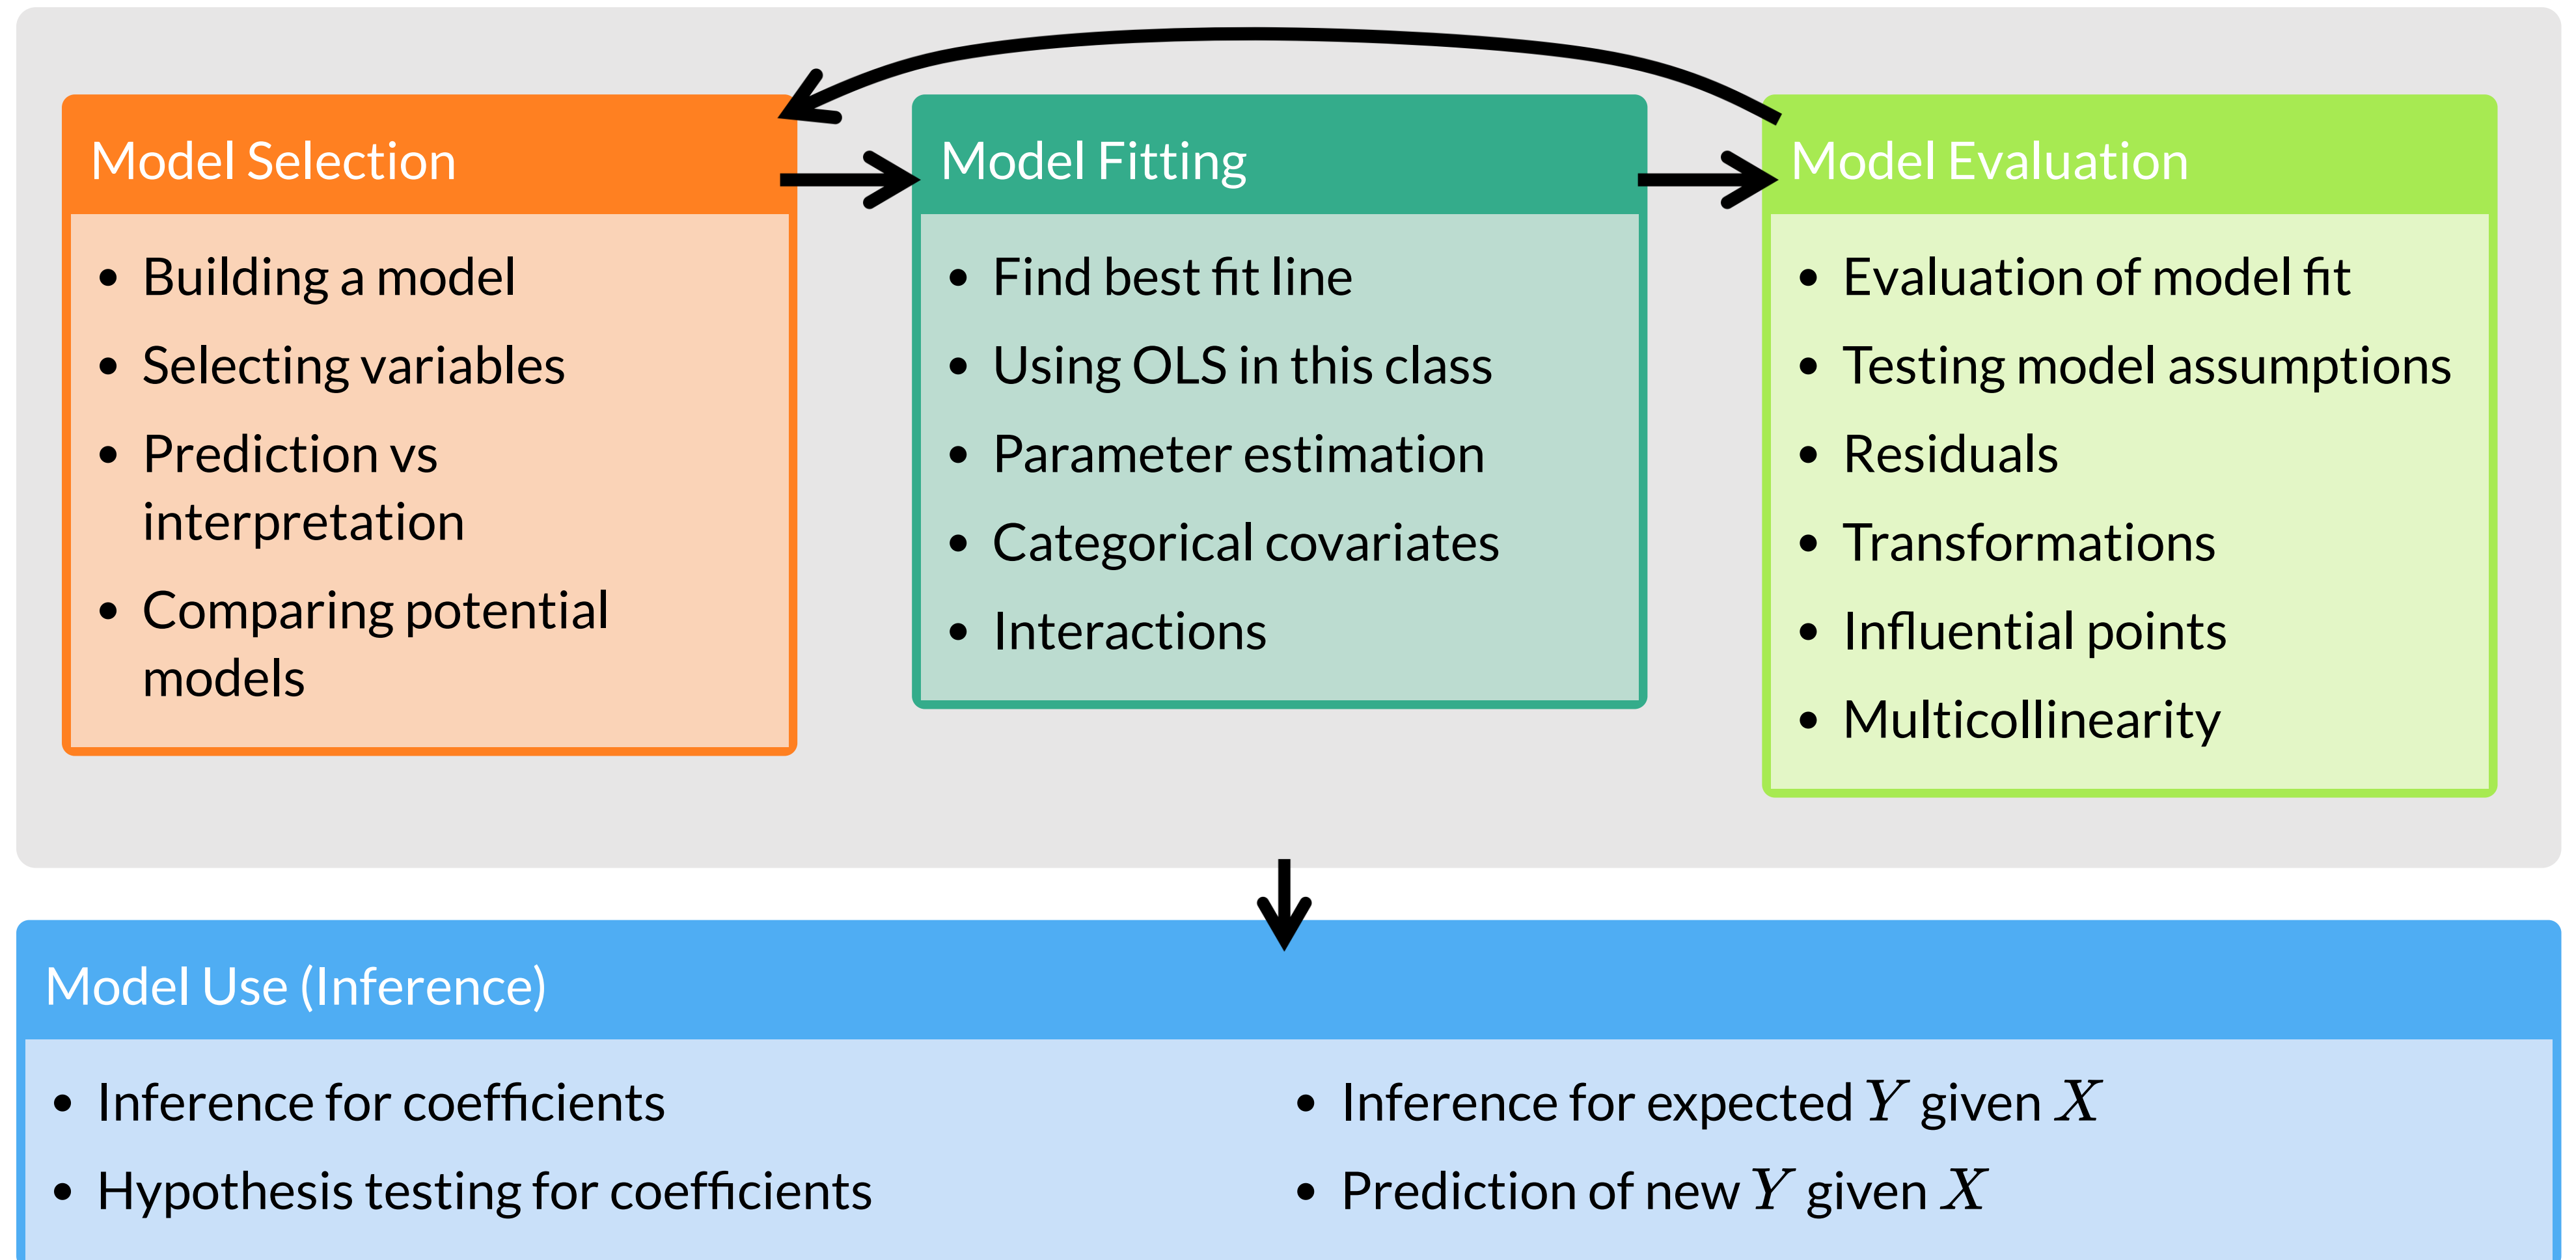 Model Selection
• Building a model
• Selecting variables
• Prediction vs
interpretation
• Comparing potential
models
Model Fitting
• Find best fit line
• Using OLS in this class
• Parameter estimation
• Categorical covariates
• Interactions
Model Evaluation
• Evaluation of model fit
• Testing model assumptions
• Residuals
• Transformations
• Influential points
• Multicollinearity
Model Use (Inference)
• Inference for coefficients
• Hypothesis testing for coefficients
• Inference for expected Y given X
• Prediction of new Y given X